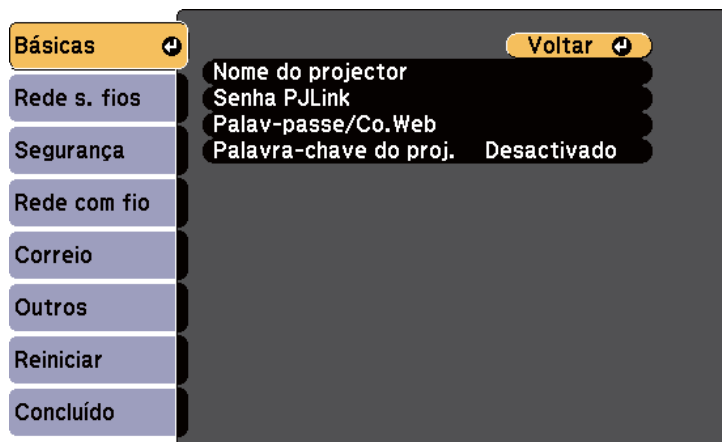 Básicas
Rede s. fios
Segurança
Rede com fio
Correio
Outros
Reiniciar
Concluído
Voltar
Nome do projector
Senha PJLink
Palav-passe/Co.Web
Palavra-chave do proj. Desactivado